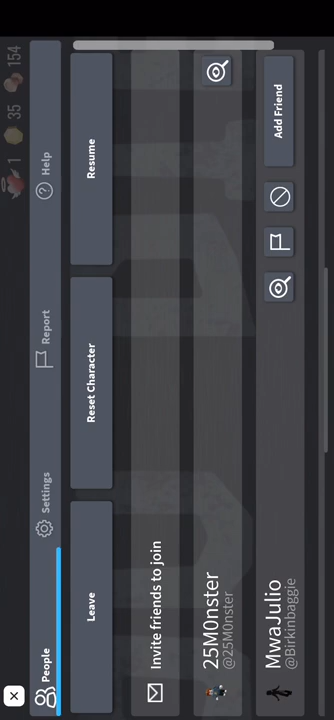 People
Settings
Report
Help
1
35
154
Leave
Reset Character
Resume
Invite friends to join
25M0nster
@25M0nster
MwaJulio
@Birkinbaggie
Add Friend